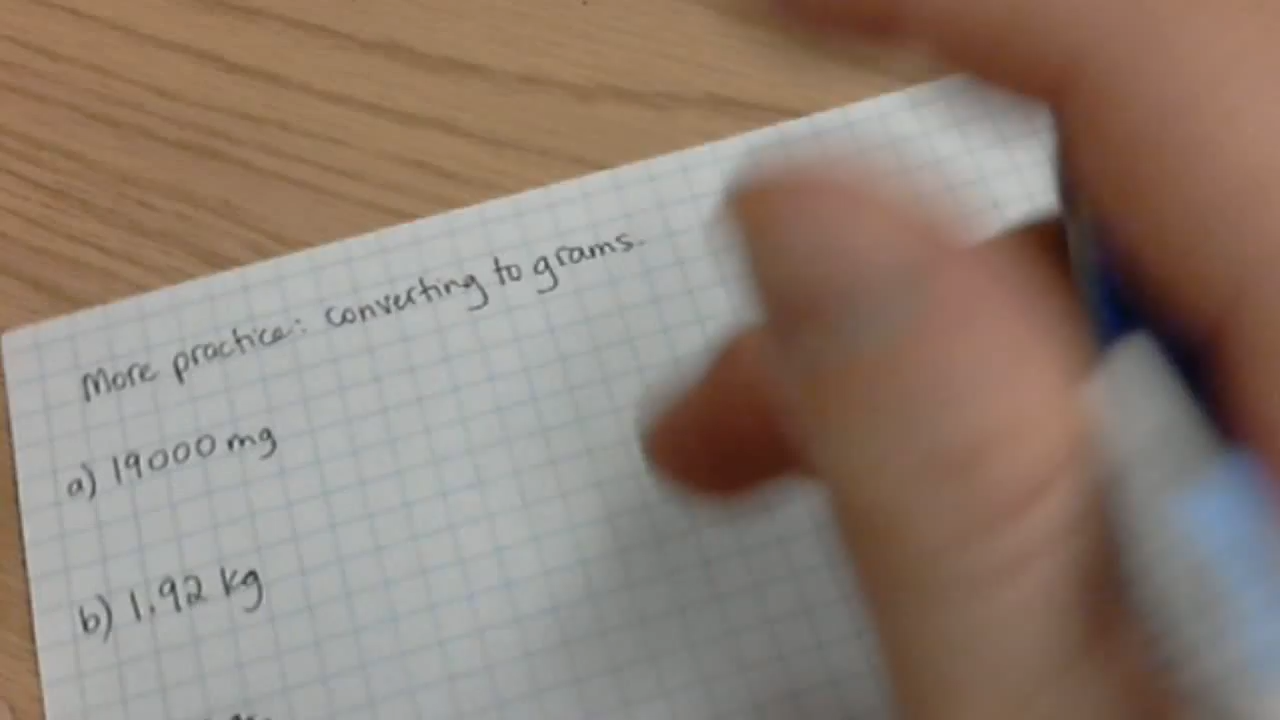 More practice: converting to grams.
a) 19000 mg
b) 1.92 kg